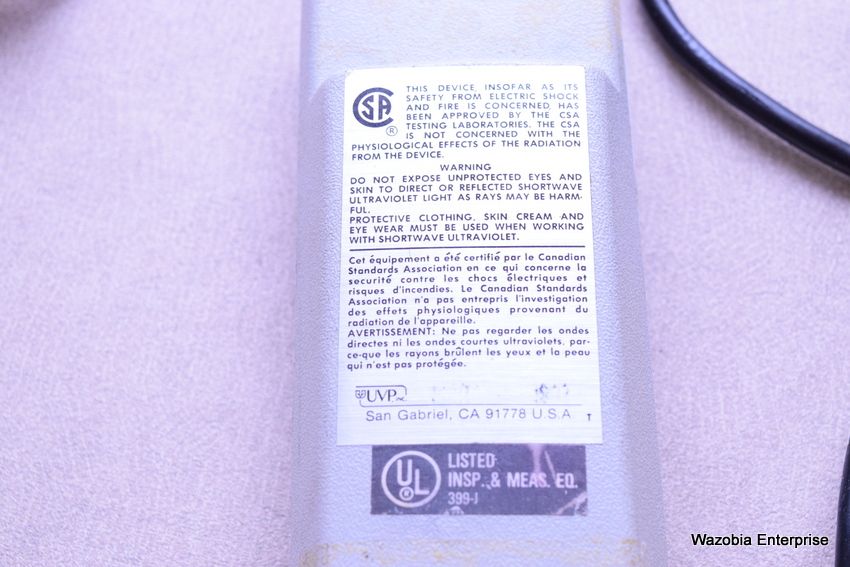 CSA
®
THIS DEVICE, INSOFAR AS ITS
SAFETY FROM ELECTRIC SHOCK
AND FIRE IS CONCERNED, HAS
BEEN APPROVED BY THE CSA
TESTING LABORATORIES. THE CSA
IS NOT CONCERNED WITH THE
PHYSIOLOGICAL EFFECTS OF THE RADIATION
FROM THE DEVICE.
WARNING
DO NOT EXPOSE UNPROTECTED EYES AND
SKIN TO DIRECT OR REFLECTED SHORTWAVE
ULTRAVIOLET LIGHT AS RAYS MAY BE HARM-
FUL.
PROTECTIVE CLOTHING, SKIN CREAM AND
EYE WEAR MUST BE USED WHEN WORKING
WITH SHORTWAVE ULTRAVIOLET.
Cet équipement a été certifié par le Canadian
Standards Association en ce qui concerne la
securité contre les chocs électriques et
risques d'incendies. Le Canadian Standards
Association n'a pas entrepris l'investigation
des effets physiologiques provenant du
radiation de l'appareille.
AVERTISSEMENT: Ne pas regarder les ondes
directes ni les ondes courtes ultraviolets, par-
ce-que les rayons brûlent les yeux et la peau
qui n'est pas protégée.
UVP, INC.
San Gabriel, CA 91778 U.S.A. T
UL ®
LISTED
INSP. & MEAS. EQ.
399-J
Wazobia Enterprise